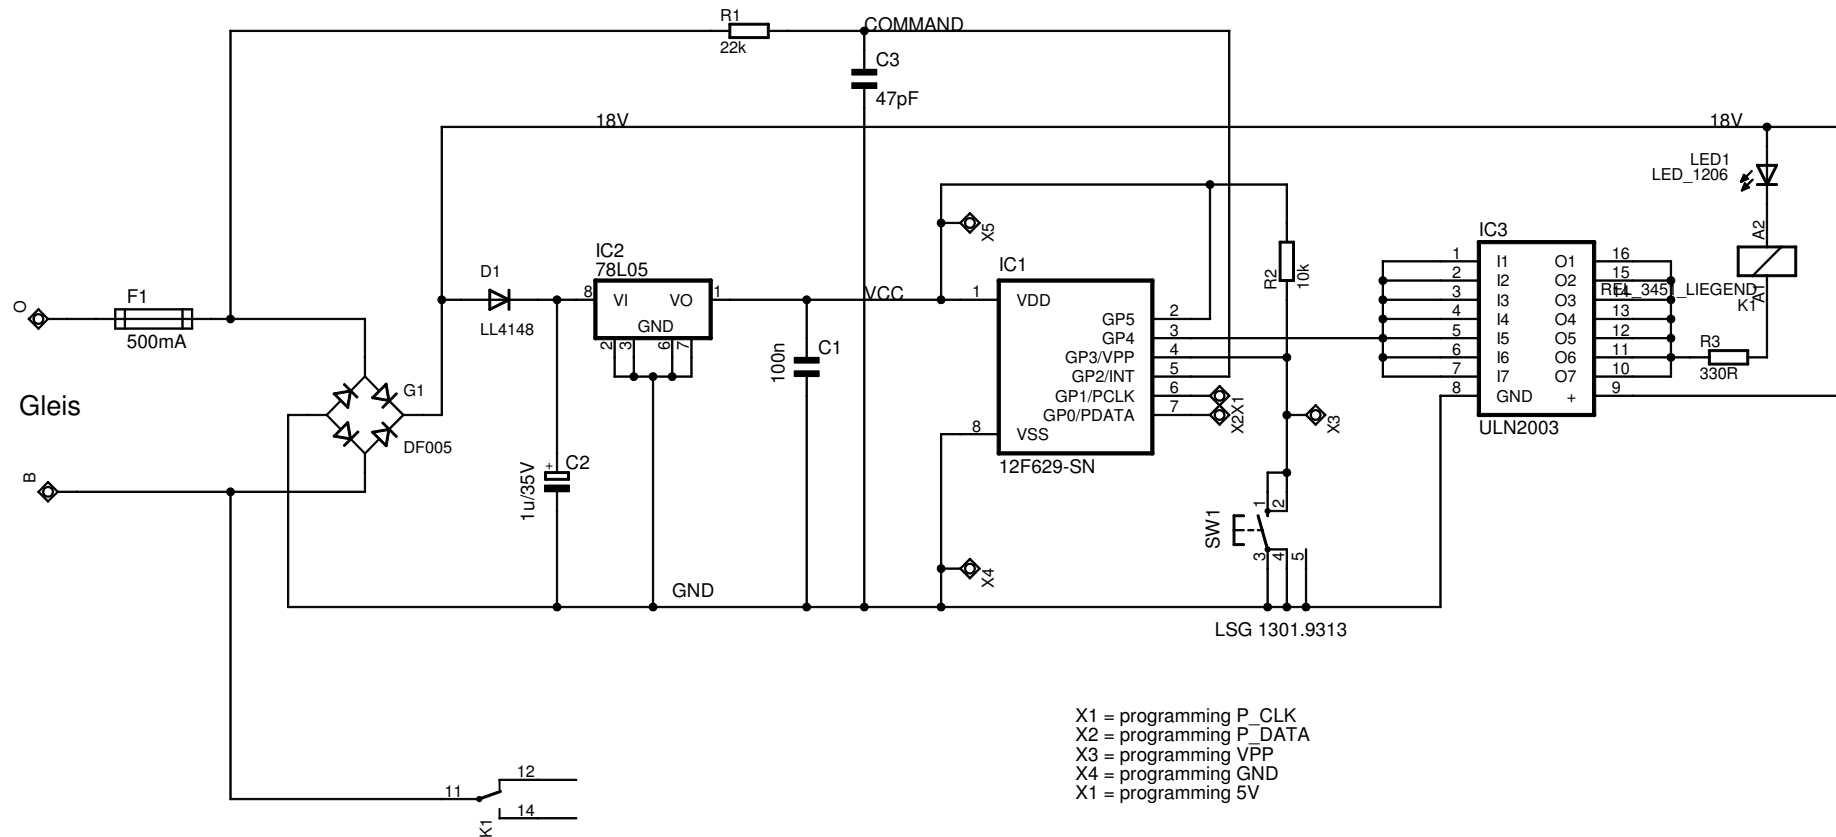 R1
22k
COMMAND
C3
47pF
18V
18V
LED1
LED_1206
A2
X5
IC2
78L05
D1
LL4148
8
VI
VO
1
GND
2
3
6
7
VCC
IC1
1
VDD
GP5
2
GP4
3
GP3/VPP
4
GP2/INT
5
GP1/PCLK
6
GP0/PDATA
7
8
VSS
12F629-SN
R2
10k
X2
X1
X3
IC3
1
I1
O1
16
2
I2
O2
15
3
I3
O3
14
4
I4
O4
13
5
I5
O5
12
6
I6
O6
11
7
I7
O7
10
8
GND
+
9
ULN2003
REL_3451_LIEGEND
K1
A1
R3
330R
O
F1
500mA
Gleis
G1
DF005
B
100n
C1
+
C2
1u/35V
SW1
1
2
3
4
5
X4
GND
LSG 1301.9313
X1 = programming P_CLK
X2 = programming P_DATA
X3 = programming VPP
X4 = programming GND
X1 = programming 5V
11
12
14
K1